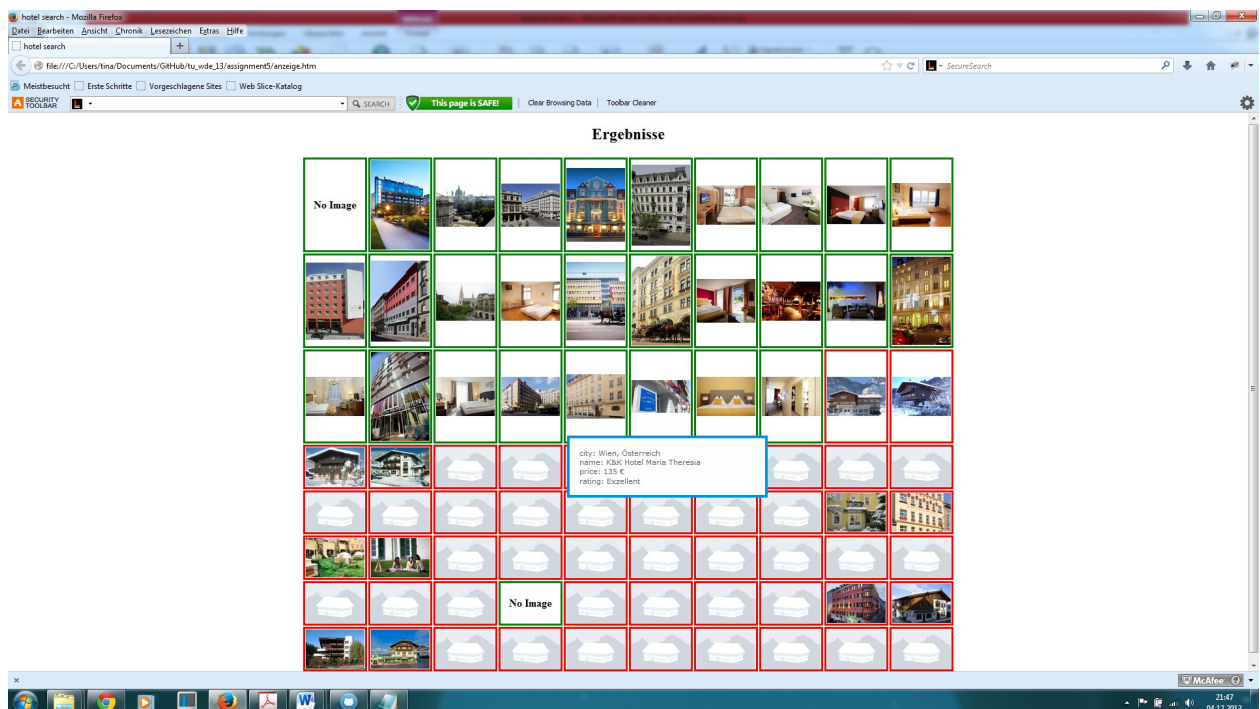 hotel search - Mozilla Firefox
Datei Bearbeiten Ansicht Chronik Lesezeichen Extras Hilfe
hotel search +
file:///C:/Users/tina/Documents/GitHub/tu_wde_13/assignment5/anzeige.htm
SecureSearch
Meistbesucht Erste Schritte Vorgeschlagene Sites Web Slice-Katalog
SECURITY TOOLBAR SEARCH This page is SAFE! Clear Browsing Data Toolbar Cleaner
Ergebnisse
No Image
city: Wien, Österreich
name: K&K Hotel Maria Theresia
price: 135 €
rating: Exzellent
No Image
x McAfee
21:47
04.12.2013